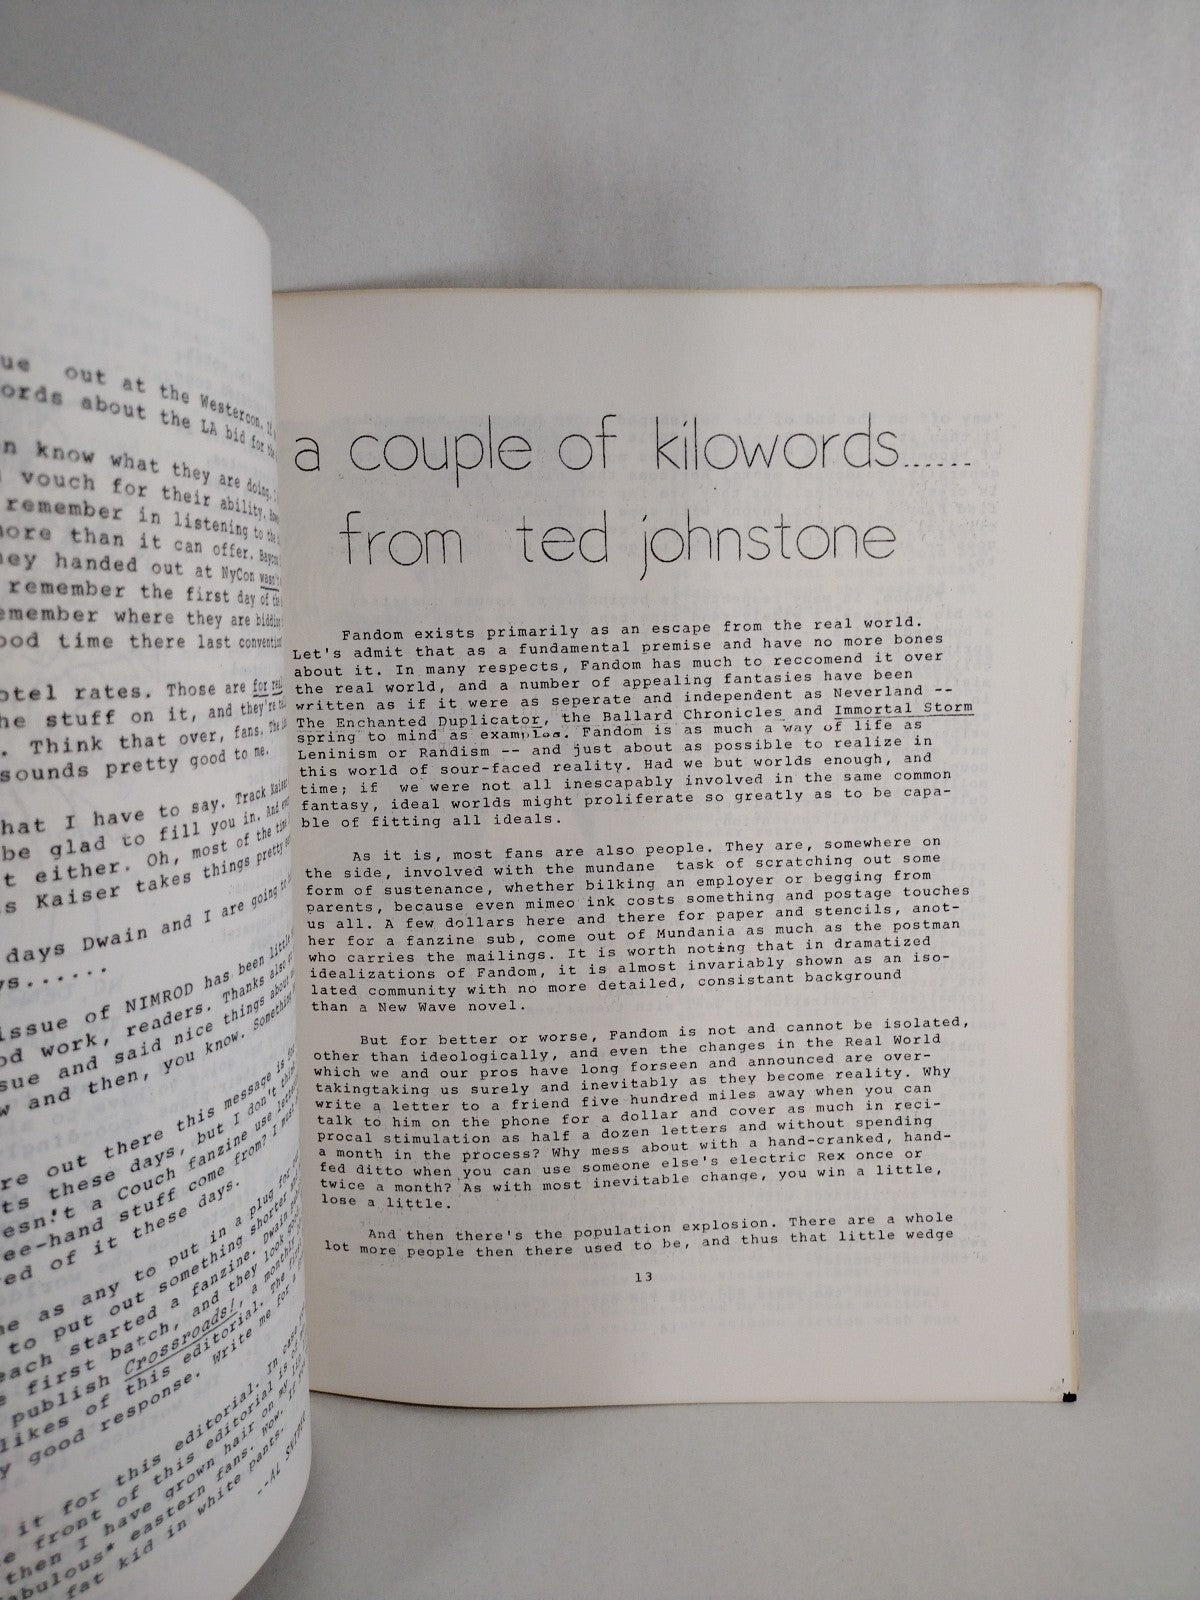 ue out at the Westercon. If
ords about the LA bid for the
n know what they are doing.
vouch for their ability.
remember in listening to the
more than it can offer.
hey handed out at NyCon wasn't
remember the first day of the
emember where they are bidding
ood time there last convention
otel rates. Those are for real
he stuff on it, and they're
. Think that over, fans. The
sounds pretty good to me.
hat I have to say. Track Kaiser
be glad to fill you in. And
t either. Oh, most of the time
s Kaiser takes things pretty
days Dwain and I are going to
ys......
issue of NIMROD has been
od work, readers. Thanks also
sue and said nice things about
w and then, you know. Something
re out there this message is for
ts these days, but I don't think
esn't a Couch fanzine use
ee-hand stuff come from? I must
ed of it these days.
me as any to put in a plug for
to put out something shorter
each started a fanzine. Dwain
e first batch, and they look good
publish Crossroads!, a monthly
likes of this editorial. The
y good response. Write me for a
it for this editorial. In case
e front of this editorial is
then I have grown hair on my
fabulous* eastern fans. Wow. If
fat kid in white pants.
--AL
a couple of kilowords......
from ted johnstone
Fandom exists primarily as an escape from the real world.
Let's admit that as a fundamental premise and have no more bones
about it. In many respects, Fandom has much to reccomend it over
the real world, and a number of appealing fantasies have been
written as if it were as seperate and independent as Neverland --
The Enchanted Duplicator, the Ballard Chronicles and Immortal Storm
spring to mind as examples. Fandom is as much a way of life as
Leninism or Randism -- and just about as possible to realize in
this world of sour-faced reality. Had we but worlds enough, and
time; if we were not all inescapably involved in the same common
fantasy, ideal worlds might proliferate so greatly as to be capa-
ble of fitting all ideals.
As it is, most fans are also people. They are, somewhere on
the side, involved with the mundane task of scratching out some
form of sustenance, whether bilking an employer or begging from
parents, because even mimeo ink costs something and postage touches
us all. A few dollars here and there for paper and stencils, anot-
her for a fanzine sub, come out of Mundania as much as the postman
who carries the mailings. It is worth noting that in dramatized
idealizations of Fandom, it is almost invariably shown as an iso-
lated community with no more detailed, consistant background
than a New Wave novel.
But for better or worse, Fandom is not and cannot be isolated,
other than ideologically, and even the changes in the Real World
which we and our pros have long forseen and announced are over-
takingtaking us surely and inevitably as they become reality. Why
write a letter to a friend five hundred miles away when you can
talk to him on the phone for a dollar and cover as much in reci-
procal stimulation as half a dozen letters and without spending
a month in the process? Why mess about with a hand-cranked, hand-
fed ditto when you can use someone else's electric Rex once or
twice a month? As with most inevitable change, you win a little,
lose a little.
And then there's the population explosion. There are a whole
lot more people then there used to be, and thus that little wedge
13